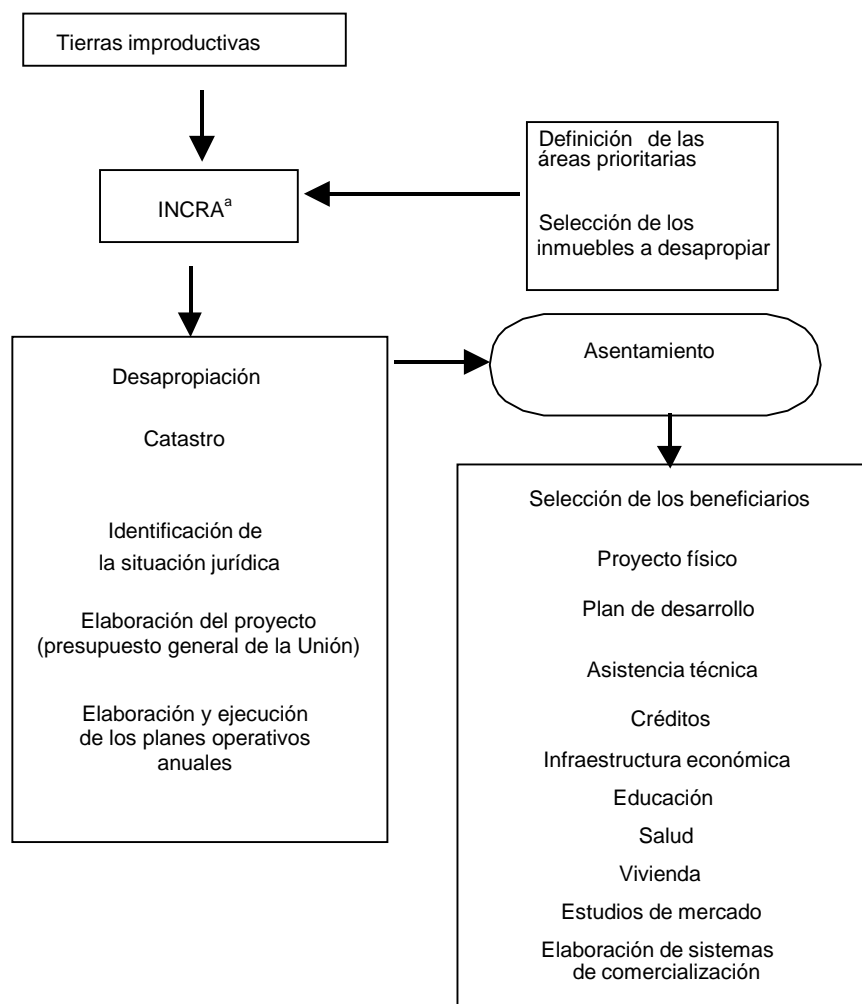 Tierras improductivas
Definición de las
áreas prioritarias
INCRAᵃ
Selección de los
inmuebles a desapropiar
Desapropiación
Catastro
Identificación de
la situación jurídica
Elaboración del proyecto
(presupuesto general de la Unión)
Elaboración y ejecución
de los planes operativos
anuales
Asentamiento
Selección de los beneficiarios
Proyecto físico
Plan de desarrollo
Asistencia técnica
Créditos
Infraestructura económica
Educación
Salud
Vivienda
Estudios de mercado
Elaboración de sistemas
de comercialización